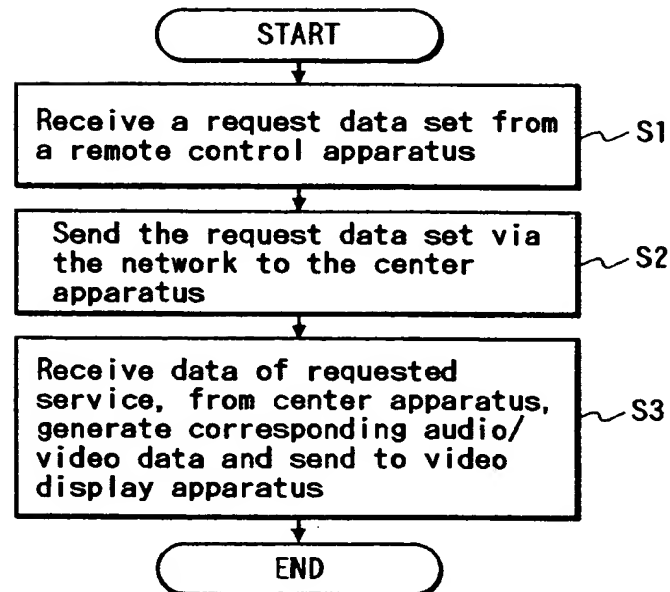 START
Receive a request data set from
a remote control apparatus
S1
Send the request data set via
the network to the center
apparatus
S2
Receive data of requested
service, from center apparatus,
generate corresponding audio/
video data and send to video
display apparatus
S3
END